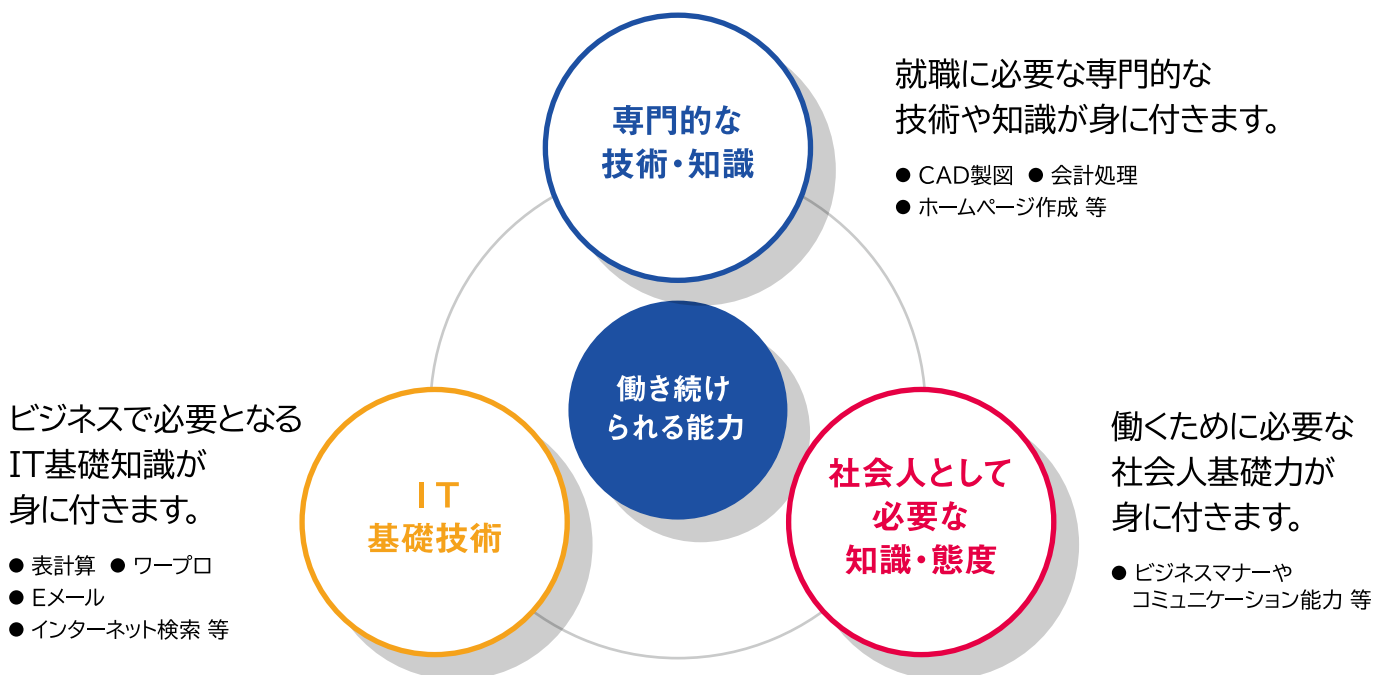 専門的な
技術・知識
就職に必要な専門的な
技術や知識が身に付きます。
● CAD製図 ● 会計処理
● ホームページ作成 等
働き続け
られる能力
ビジネスで必要となる
IT基礎知識が
身に付きます。
● 表計算 ● ワープロ
● Eメール
● インターネット検索 等
IT
基礎技術
社会人として
必要な
知識・態度
働くために必要な
社会人基礎力が
身に付きます。
● ビジネスマナーや
コミュニケーション能力 等